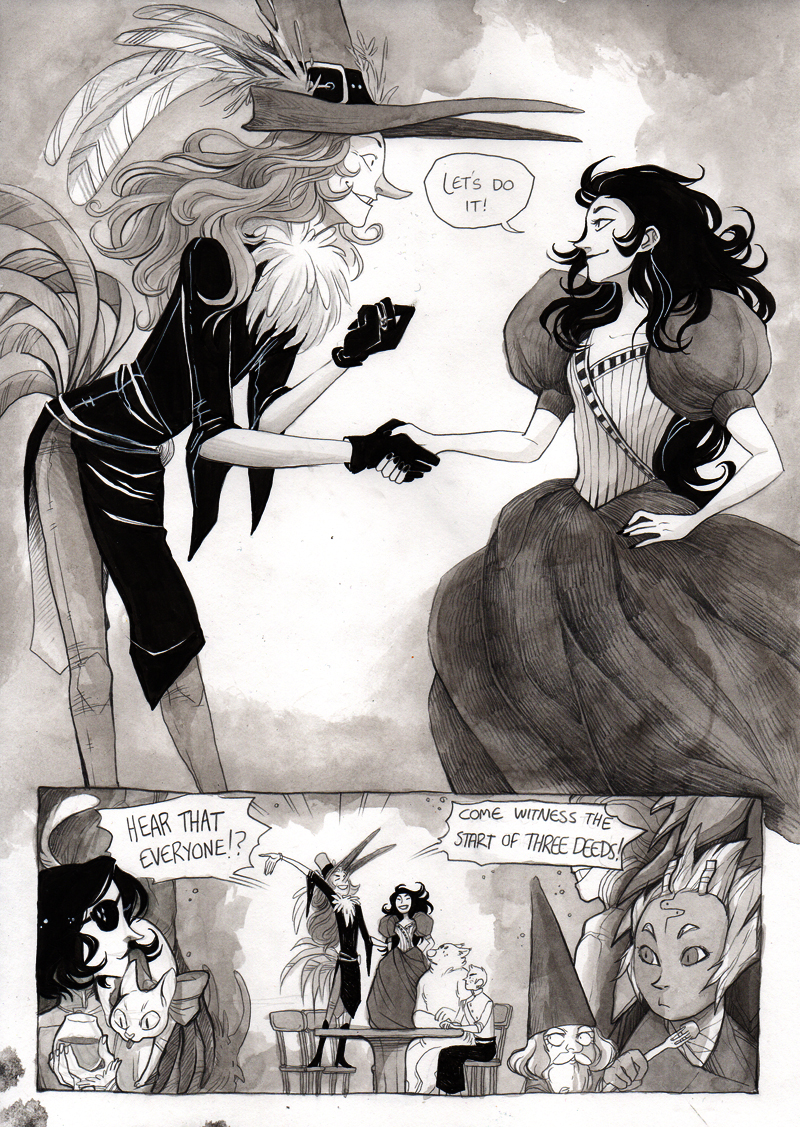 LET'S DO
IT!
HEAR THAT
EVERYONE!?
COME WITNESS THE
START OF THREE DEEDS!